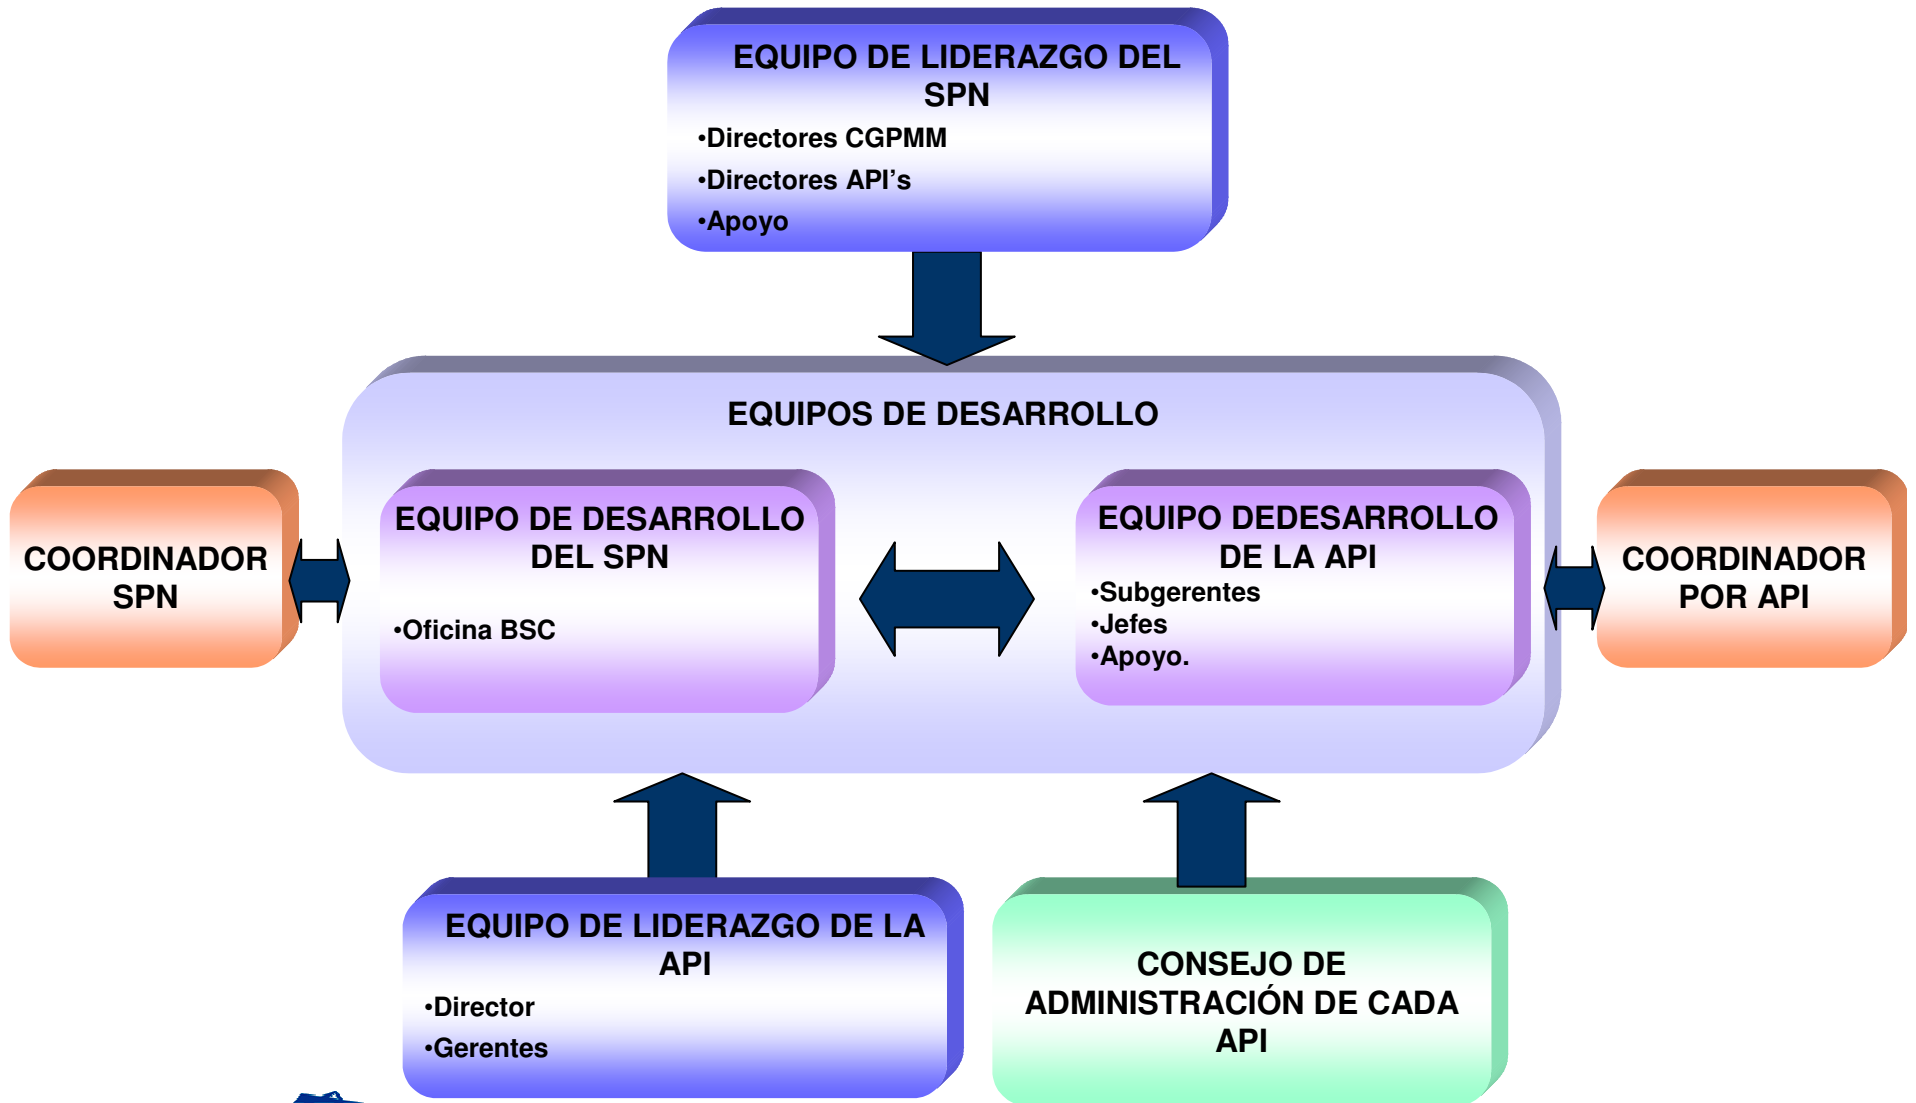 EQUIPO DE LIDERAZGO DEL
SPN
•Directores CGPMM
•Directores API's
•Apoyo
EQUIPOS DE DESARROLLO
COORDINADOR
SPN
EQUIPO DE DESARROLLO
DEL SPN
•Oficina BSC
EQUIPO DEDESARROLLO
DE LA API
•Subgerentes
•Jefes
•Apoyo.
COORDINADOR
POR API
EQUIPO DE LIDERAZGO DE LA
API
•Director
•Gerentes
CONSEJO DE
ADMINISTRACIÓN DE CADA
API